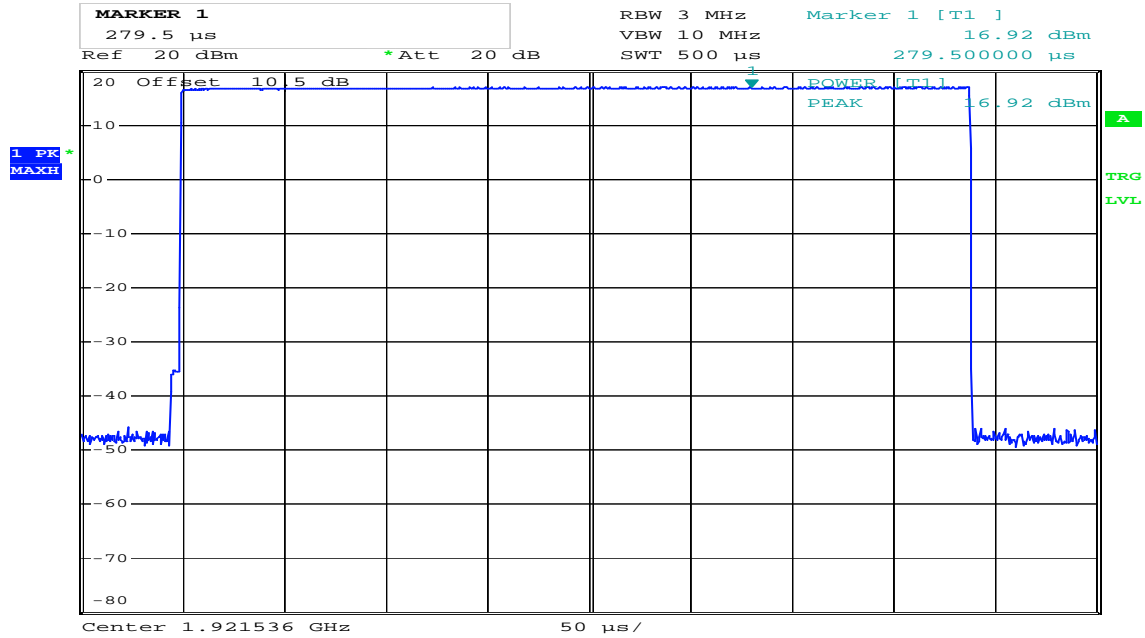 MARKER 1
279.5 µs
RBW 3 MHz
VBW 10 MHz
SWT 500 µs
Marker 1 [T1 ]
16.92 dBm
279.500000 µs
Ref 20 dBm
*Att 20 dB
20 Offset 10.5 dB
1
POWER [T1]
PEAK 16.92 dBm
10
0
-10
-20
-30
-40
-50
-60
-70
-80
1 PK*
MAXH
A
TRG
LVL
Center 1.921536 GHz
50 µs/